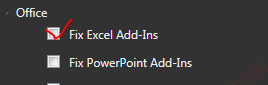 Office
Fix Excel Add-Ins
Fix PowerPoint Add-Ins